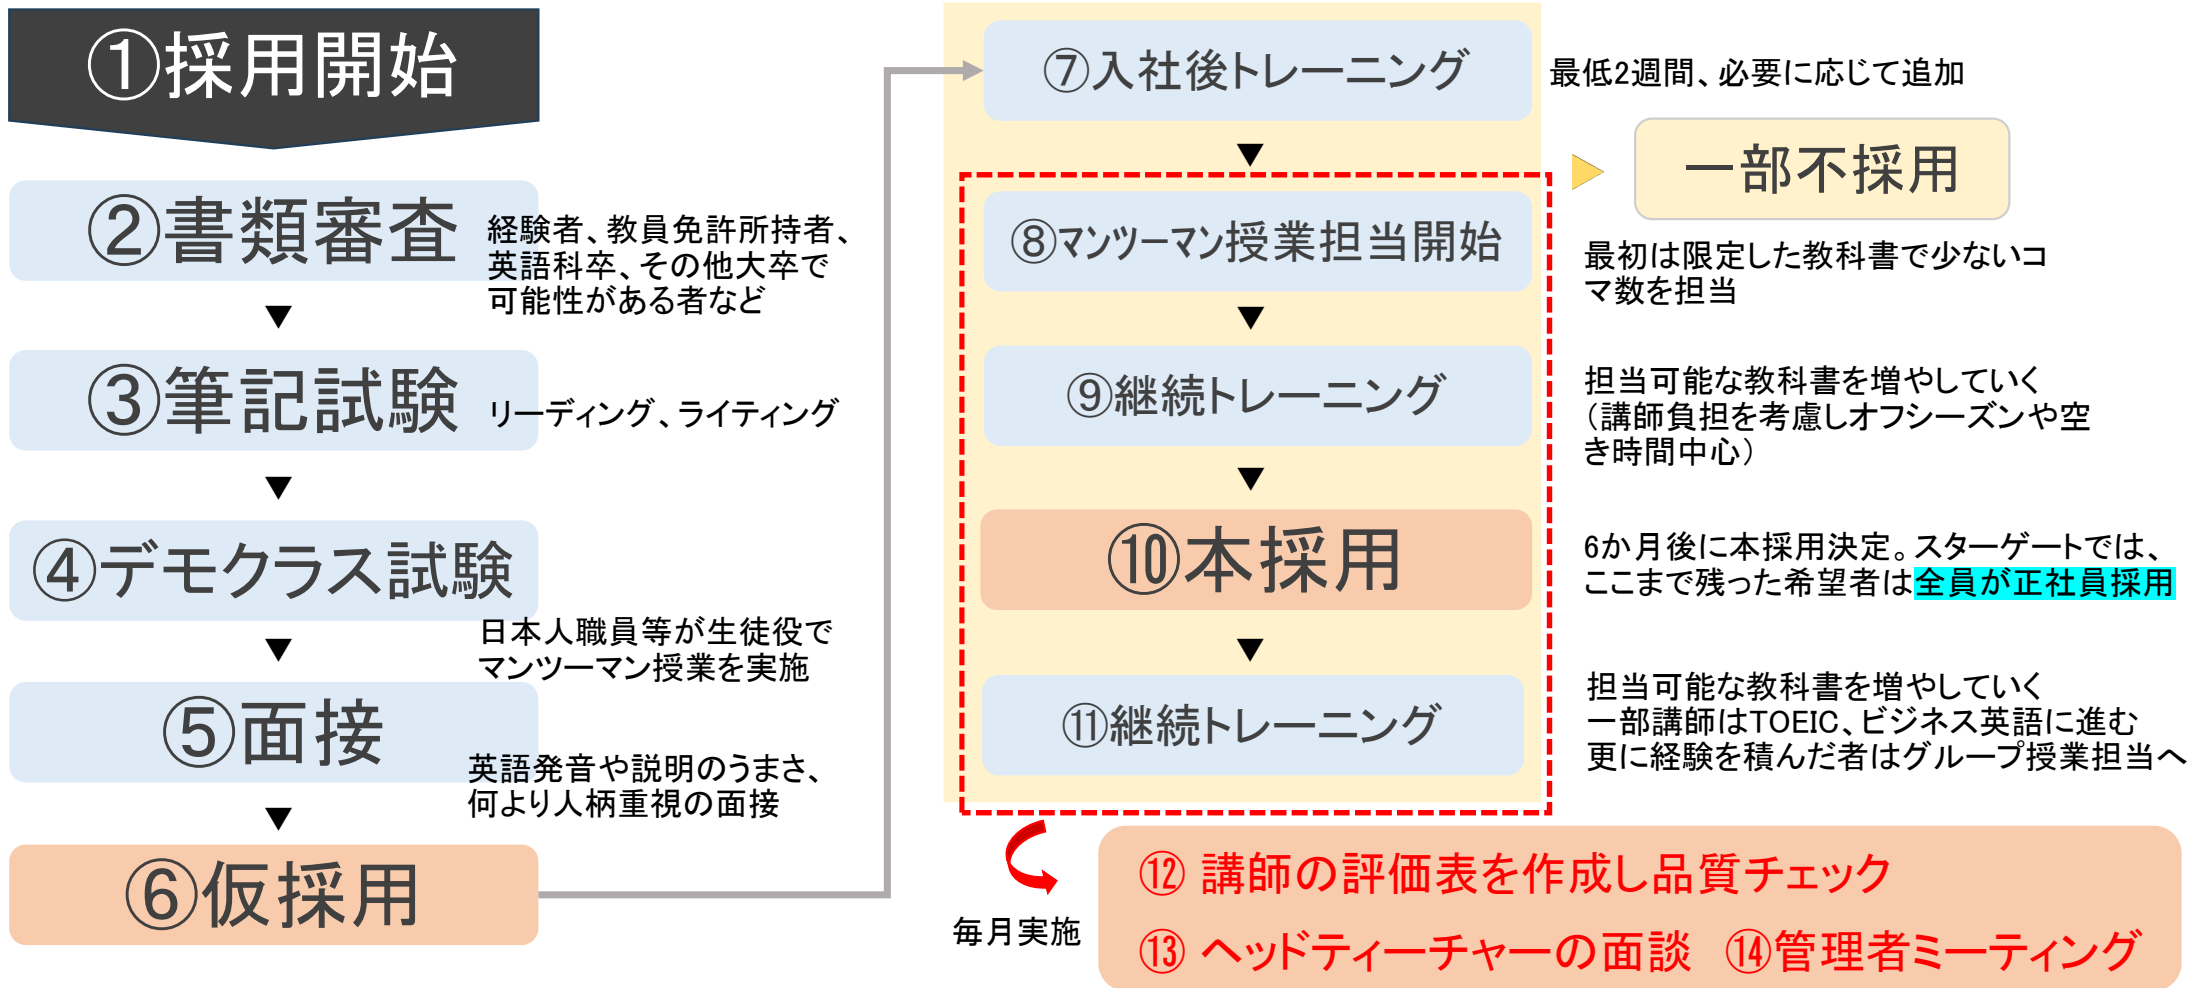 ①採用開始
②書類審査
経験者、教員免許所持者、
英語科卒、その他大卒で
可能性がある者など
③筆記試験
リーディング、ライティング
④デモクラス試験
日本人職員等が生徒役で
マンツーマン授業を実施
⑤面接
英語発音や説明のうまさ、
何より人柄重視の面接
⑥仮採用
⑦入社後トレーニング
最低2週間、必要に応じて追加
一部不採用
⑧マンツーマン授業担当開始
最初は限定した教科書で少ないコ
マ数を担当
⑨継続トレーニング
担当可能な教科書を増やしていく
（講師負担を考慮しオフシーズンや空
き時間中心）
⑩本採用
6か月後に本採用決定。スターゲートでは、
ここまで残った希望者は全員が正社員採用
⑪継続トレーニング
担当可能な教科書を増やしていく
一部講師はTOEIC、ビジネス英語に進む
更に経験を積んだ者はグループ授業担当へ
毎月実施
⑫ 講師の評価表を作成し品質チェック
⑬ ヘッドティーチャーの面談 ⑭管理者ミーティング